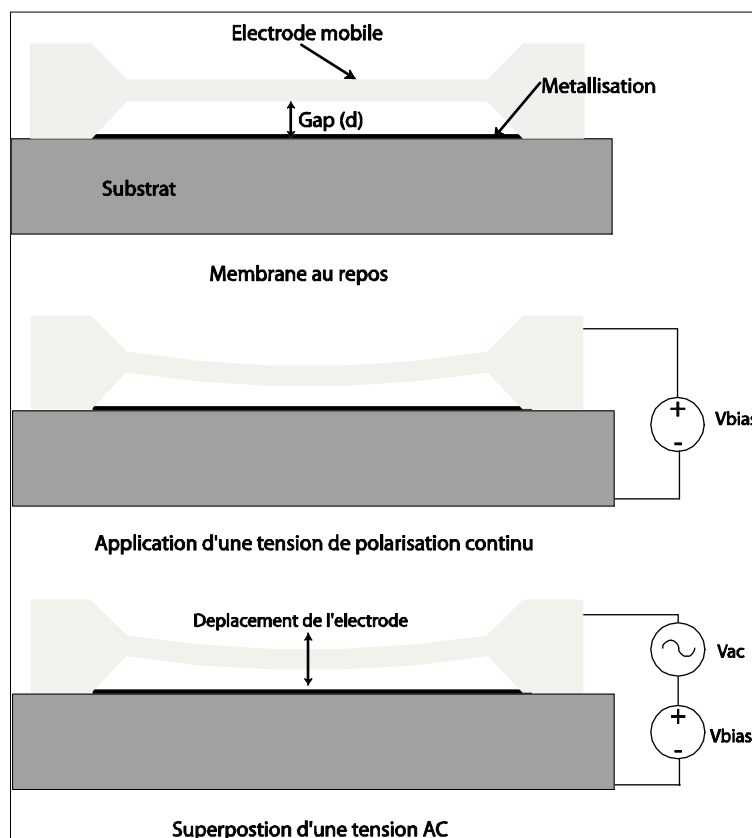 Electrode mobile
Metallisation
Gap (d)
Substrat
Membrane au repos
+
-
Vbias
Application d'une tension de polarisation continu
Deplacement de l'electrode
Vac
+
-
Vbias
Superpostion d'une tension AC